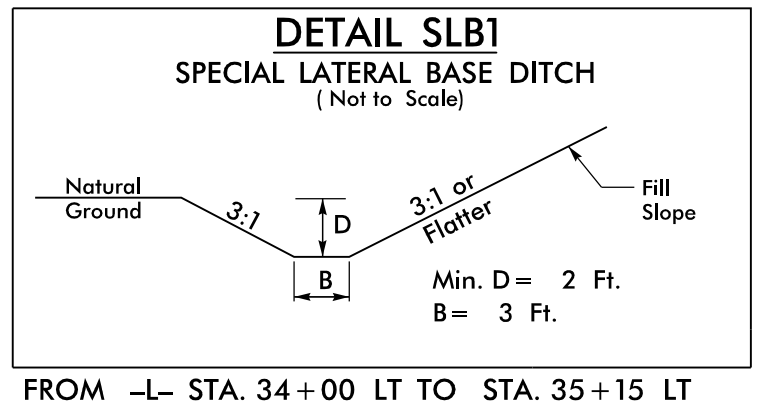 DETAIL SLB1
SPECIAL LATERAL BASE DITCH
( Not to Scale)
Natural
Ground
3:1
D
3:1 or
Flatter
Fill
Slope
B
Min. D = 2 Ft.
B = 3 Ft.
FROM -L- STA. 34+00 LT TO STA. 35+15 LT